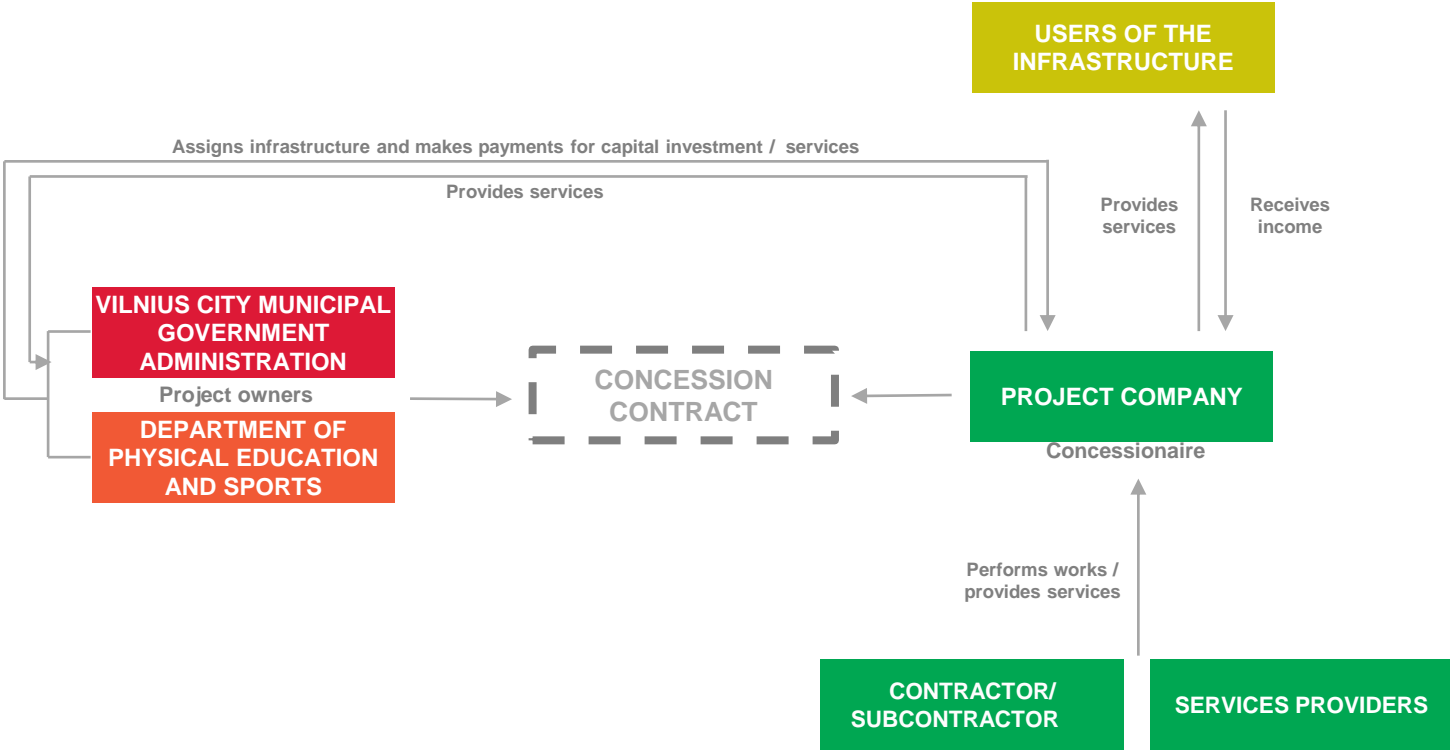 USERS OF THE
INFRASTRUCTURE
Assigns infrastructure and makes payments for capital investment / services
Provides services
Provides
services
Receives
income
VILNIUS CITY MUNICIPAL
GOVERNMENT
ADMINISTRATION
Project owners
DEPARTMENT OF
PHYSICAL EDUCATION
AND SPORTS
CONCESSION
CONTRACT
PROJECT COMPANY
Concessionaire
Performs works /
provides services
CONTRACTOR/
SUBCONTRACTOR
SERVICES PROVIDERS